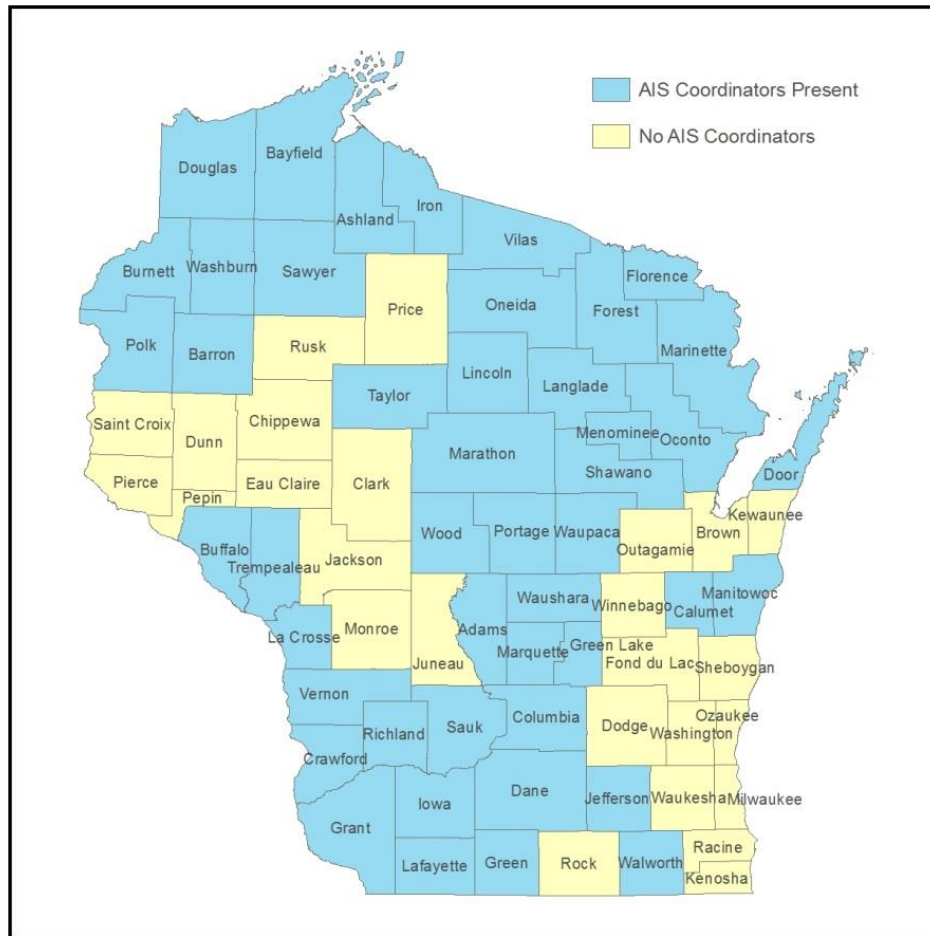 AIS Coordinators Present
No AIS Coordinators
Douglas
Bayfield
Ashland
Iron
Vilas
Burnett
Washburn
Sawyer
Price
Oneida
Florence
Forest
Marinette
Polk
Barron
Rusk
Taylor
Lincoln
Langlade
Saint Croix
Dunn
Chippewa
Marathon
Menominee
Oconto
Shawano
Door
Pierce
Pepin
Eau Claire
Clark
Wood
Portage
Waupaca
Outagamie
Brown
Kewaunee
Buffalo
Trempealeau
Jackson
Waushara
Winnebago
Calumet
Manitowoc
La Crosse
Monroe
Juneau
Adams
Marquette
Green Lake
Fond du Lac
Sheboygan
Vernon
Richland
Sauk
Columbia
Dodge
Washington
Ozaukee
Crawford
Grant
Iowa
Dane
Jefferson
Waukesha
Milwaukee
Lafayette
Green
Rock
Walworth
Racine
Kenosha